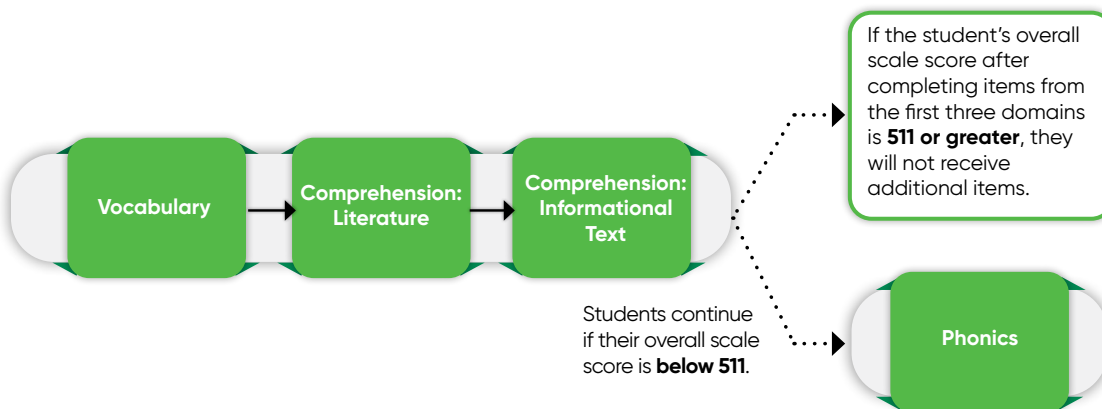 Vocabulary
Comprehension:
Literature
Comprehension:
Informational
Text
If the student’s overall
scale score after
completing items from
the first three domains
is 511 or greater, they
will not receive
additional items.
Students continue
if their overall scale
score is below 511.
Phonics